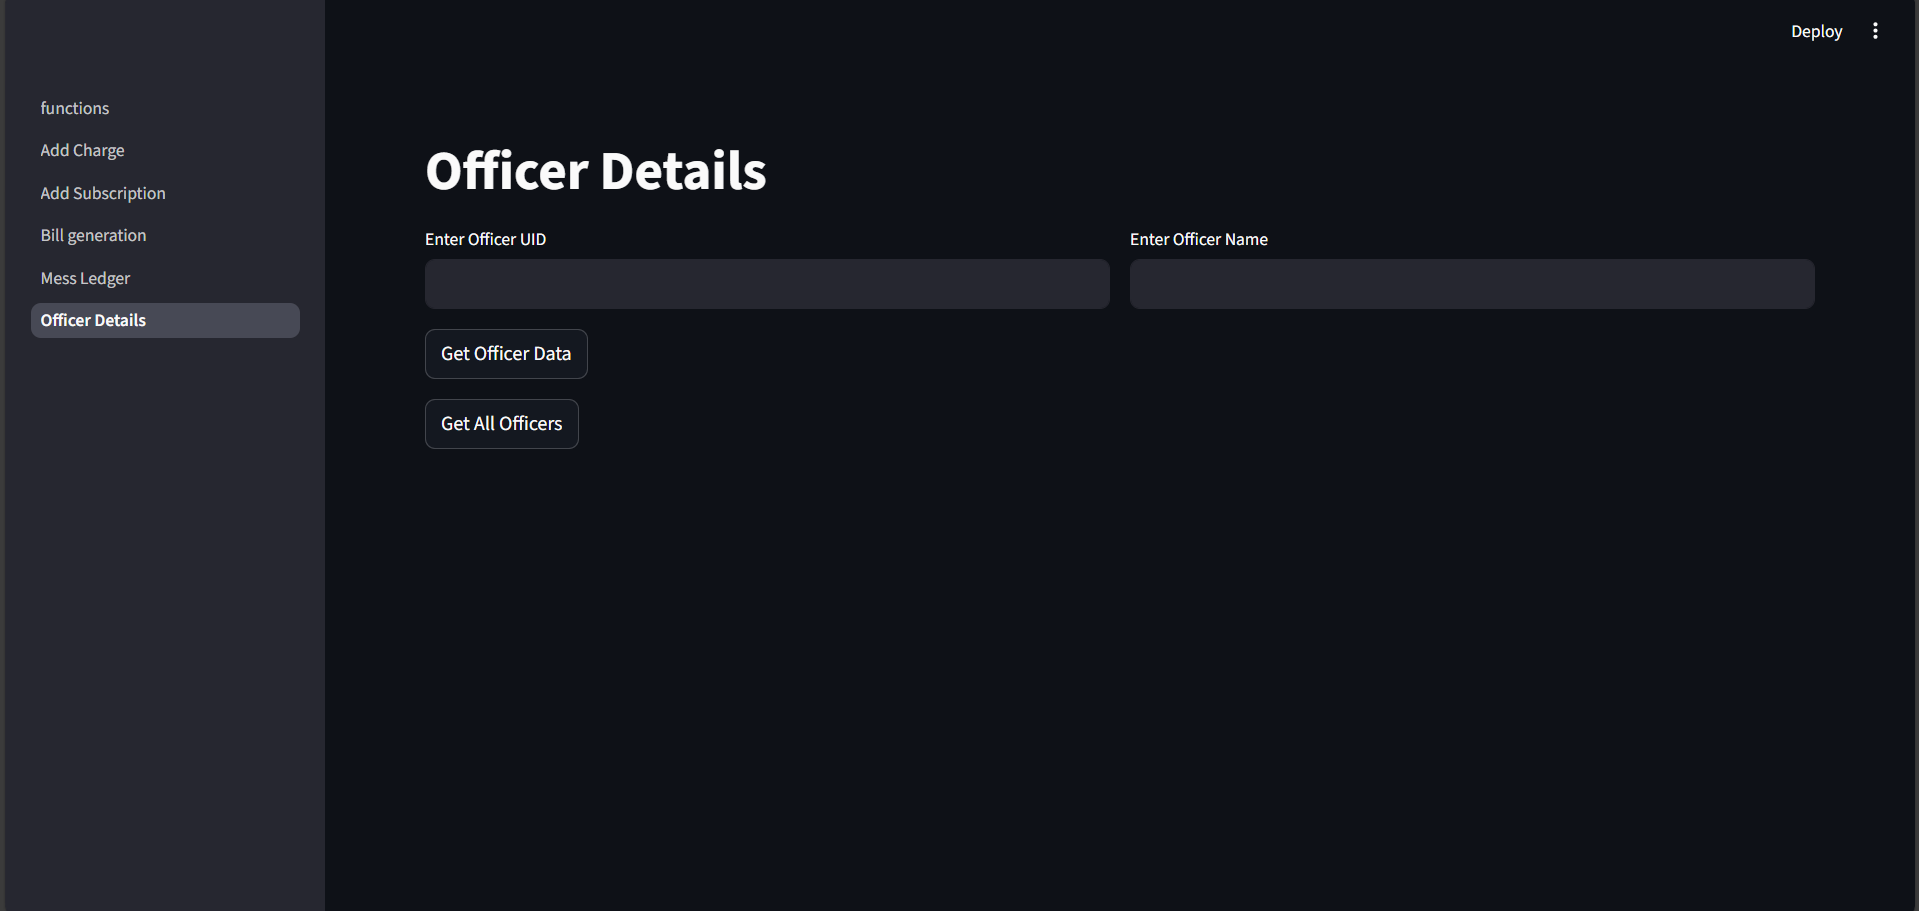 Deploy
functions
Add Charge
Add Subscription
Bill generation
Mess Ledger
Officer Details
Officer Details
Enter Officer UID
Enter Officer Name
Get Officer Data
Get All Officers